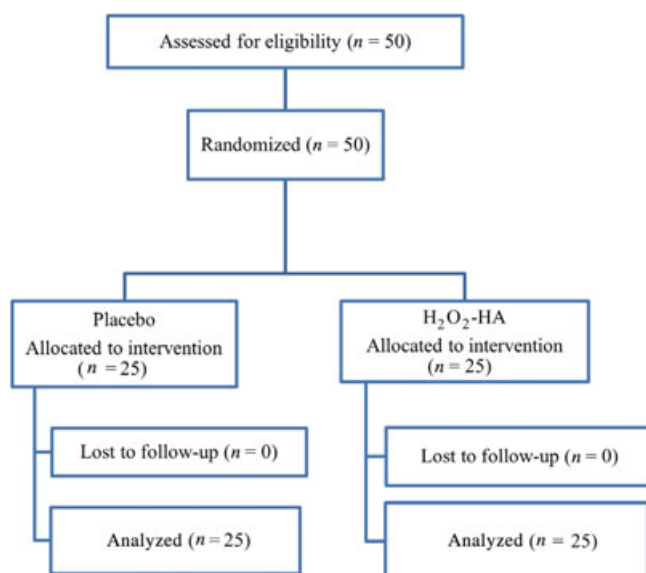 Assessed for eligibility (n = 50)
Randomized (n = 50)
Placebo
Allocated to intervention
(n = 25)
Lost to follow-up (n = 0)
Analyzed (n = 25)
H₂O₂-HA
Allocated to intervention
(n = 25)
Lost to follow-up (n = 0)
Analyzed (n = 25)